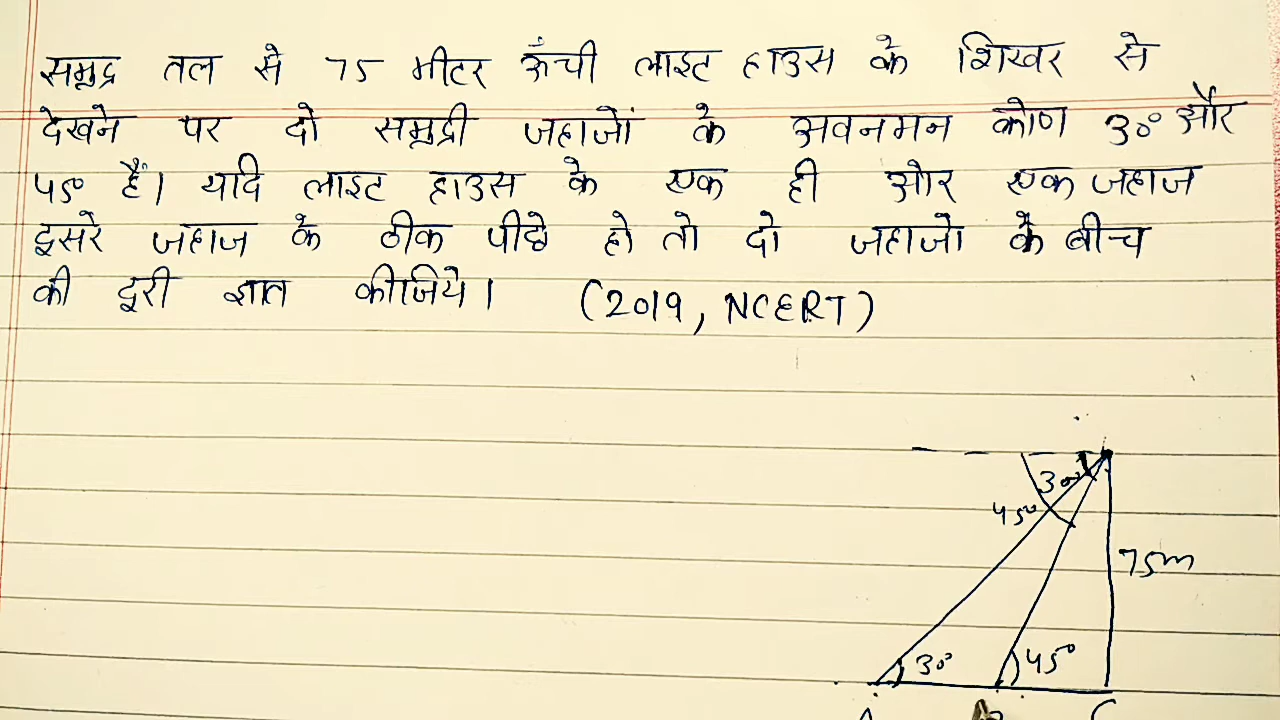 समुद्र तल से 75 मीटर ऊँची लाइट हाउस के शिखर से
देखने पर दो समुद्री जहाजों के अवनमन कोण 30° और
45° हैं। यदि लाइट हाउस के एक ही ओर एक जहाज
दूसरे जहाज के ठीक पीछे हो तो दो जहाजो के बीच
की दूरी ज्ञात कीजिये। (2019, NCERT)
30°
45°
75m
30° 45°